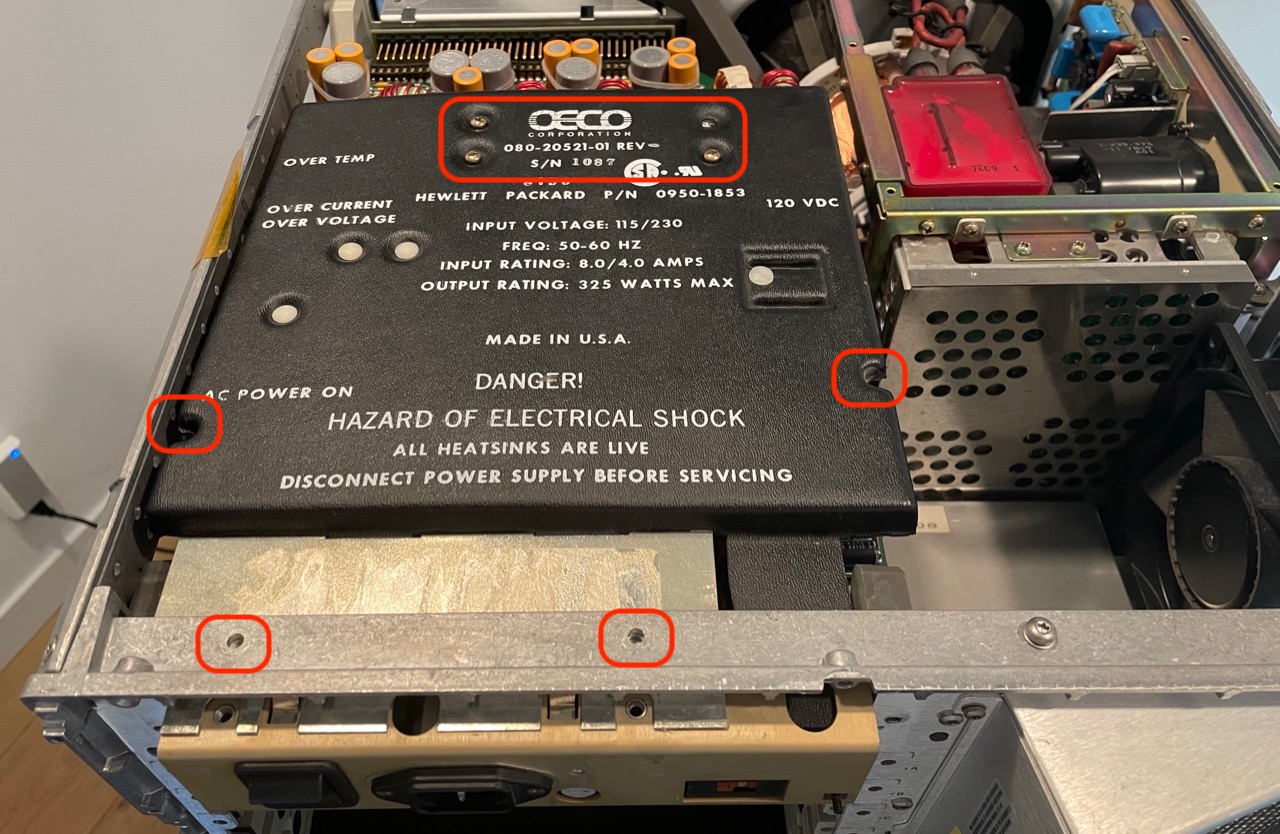 OECO
CORPORATION
080-20521-01 REV-
S/N 1087
OVER TEMP
HEWLETT PACKARD P/N 0950-1853
120 VDC
OVER CURRENT
OVER VOLTAGE
INPUT VOLTAGE: 115/230
FREQ: 50-60 HZ
INPUT RATING: 8.0/4.0 AMPS
OUTPUT RATING: 325 WATTS MAX
MADE IN U.S.A.
AC POWER ON
DANGER!
HAZARD OF ELECTRICAL SHOCK
ALL HEATSINKS ARE LIVE
DISCONNECT POWER SUPPLY BEFORE SERVICING